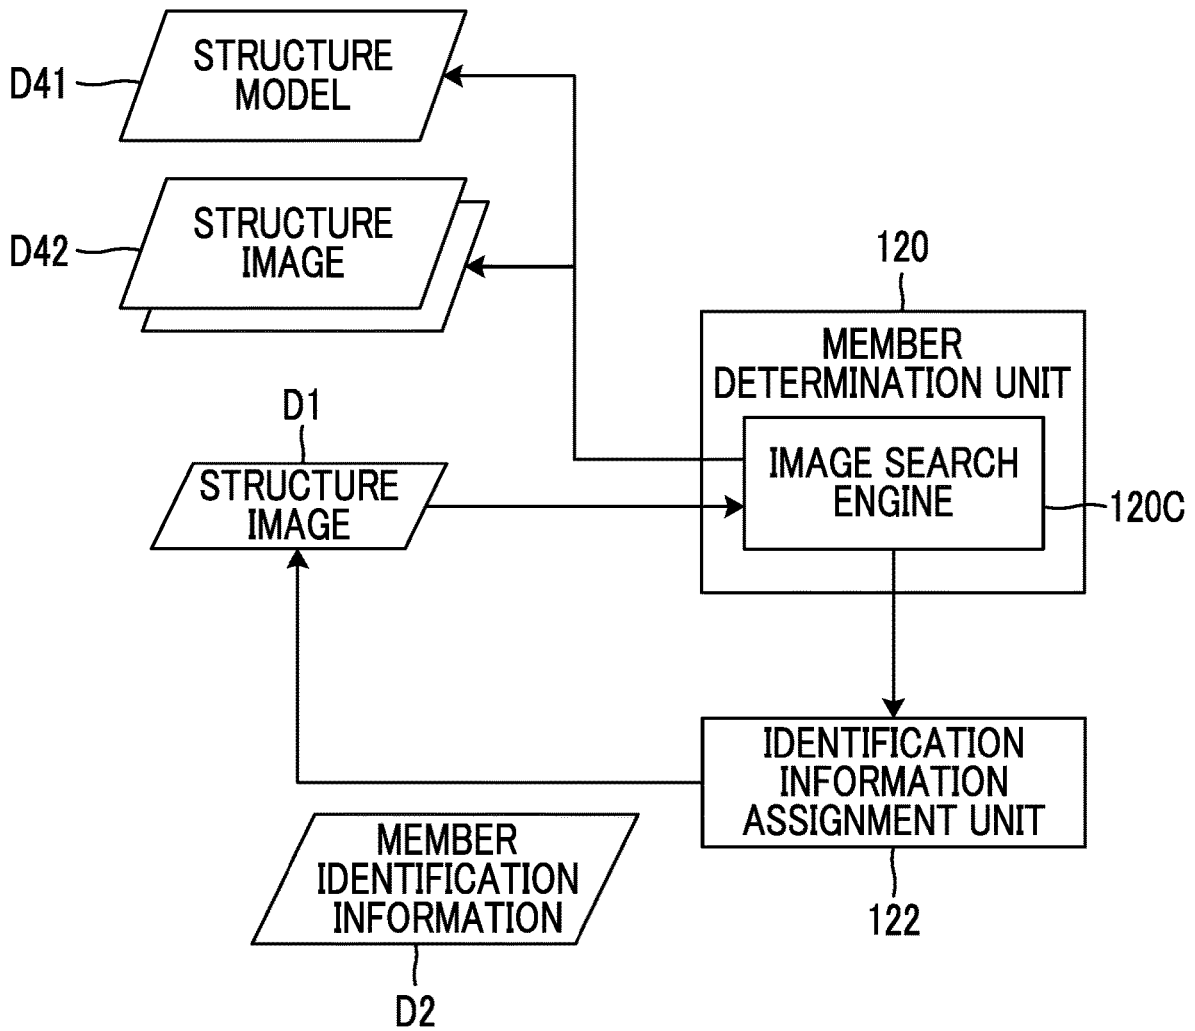 STRUCTURE
MODEL
D41
STRUCTURE
IMAGE
D42
120
MEMBER
DETERMINATION UNIT
D1
STRUCTURE
IMAGE
IMAGE SEARCH
ENGINE
120C
IDENTIFICATION
INFORMATION
ASSIGNMENT UNIT
122
MEMBER
IDENTIFICATION
INFORMATION
D2